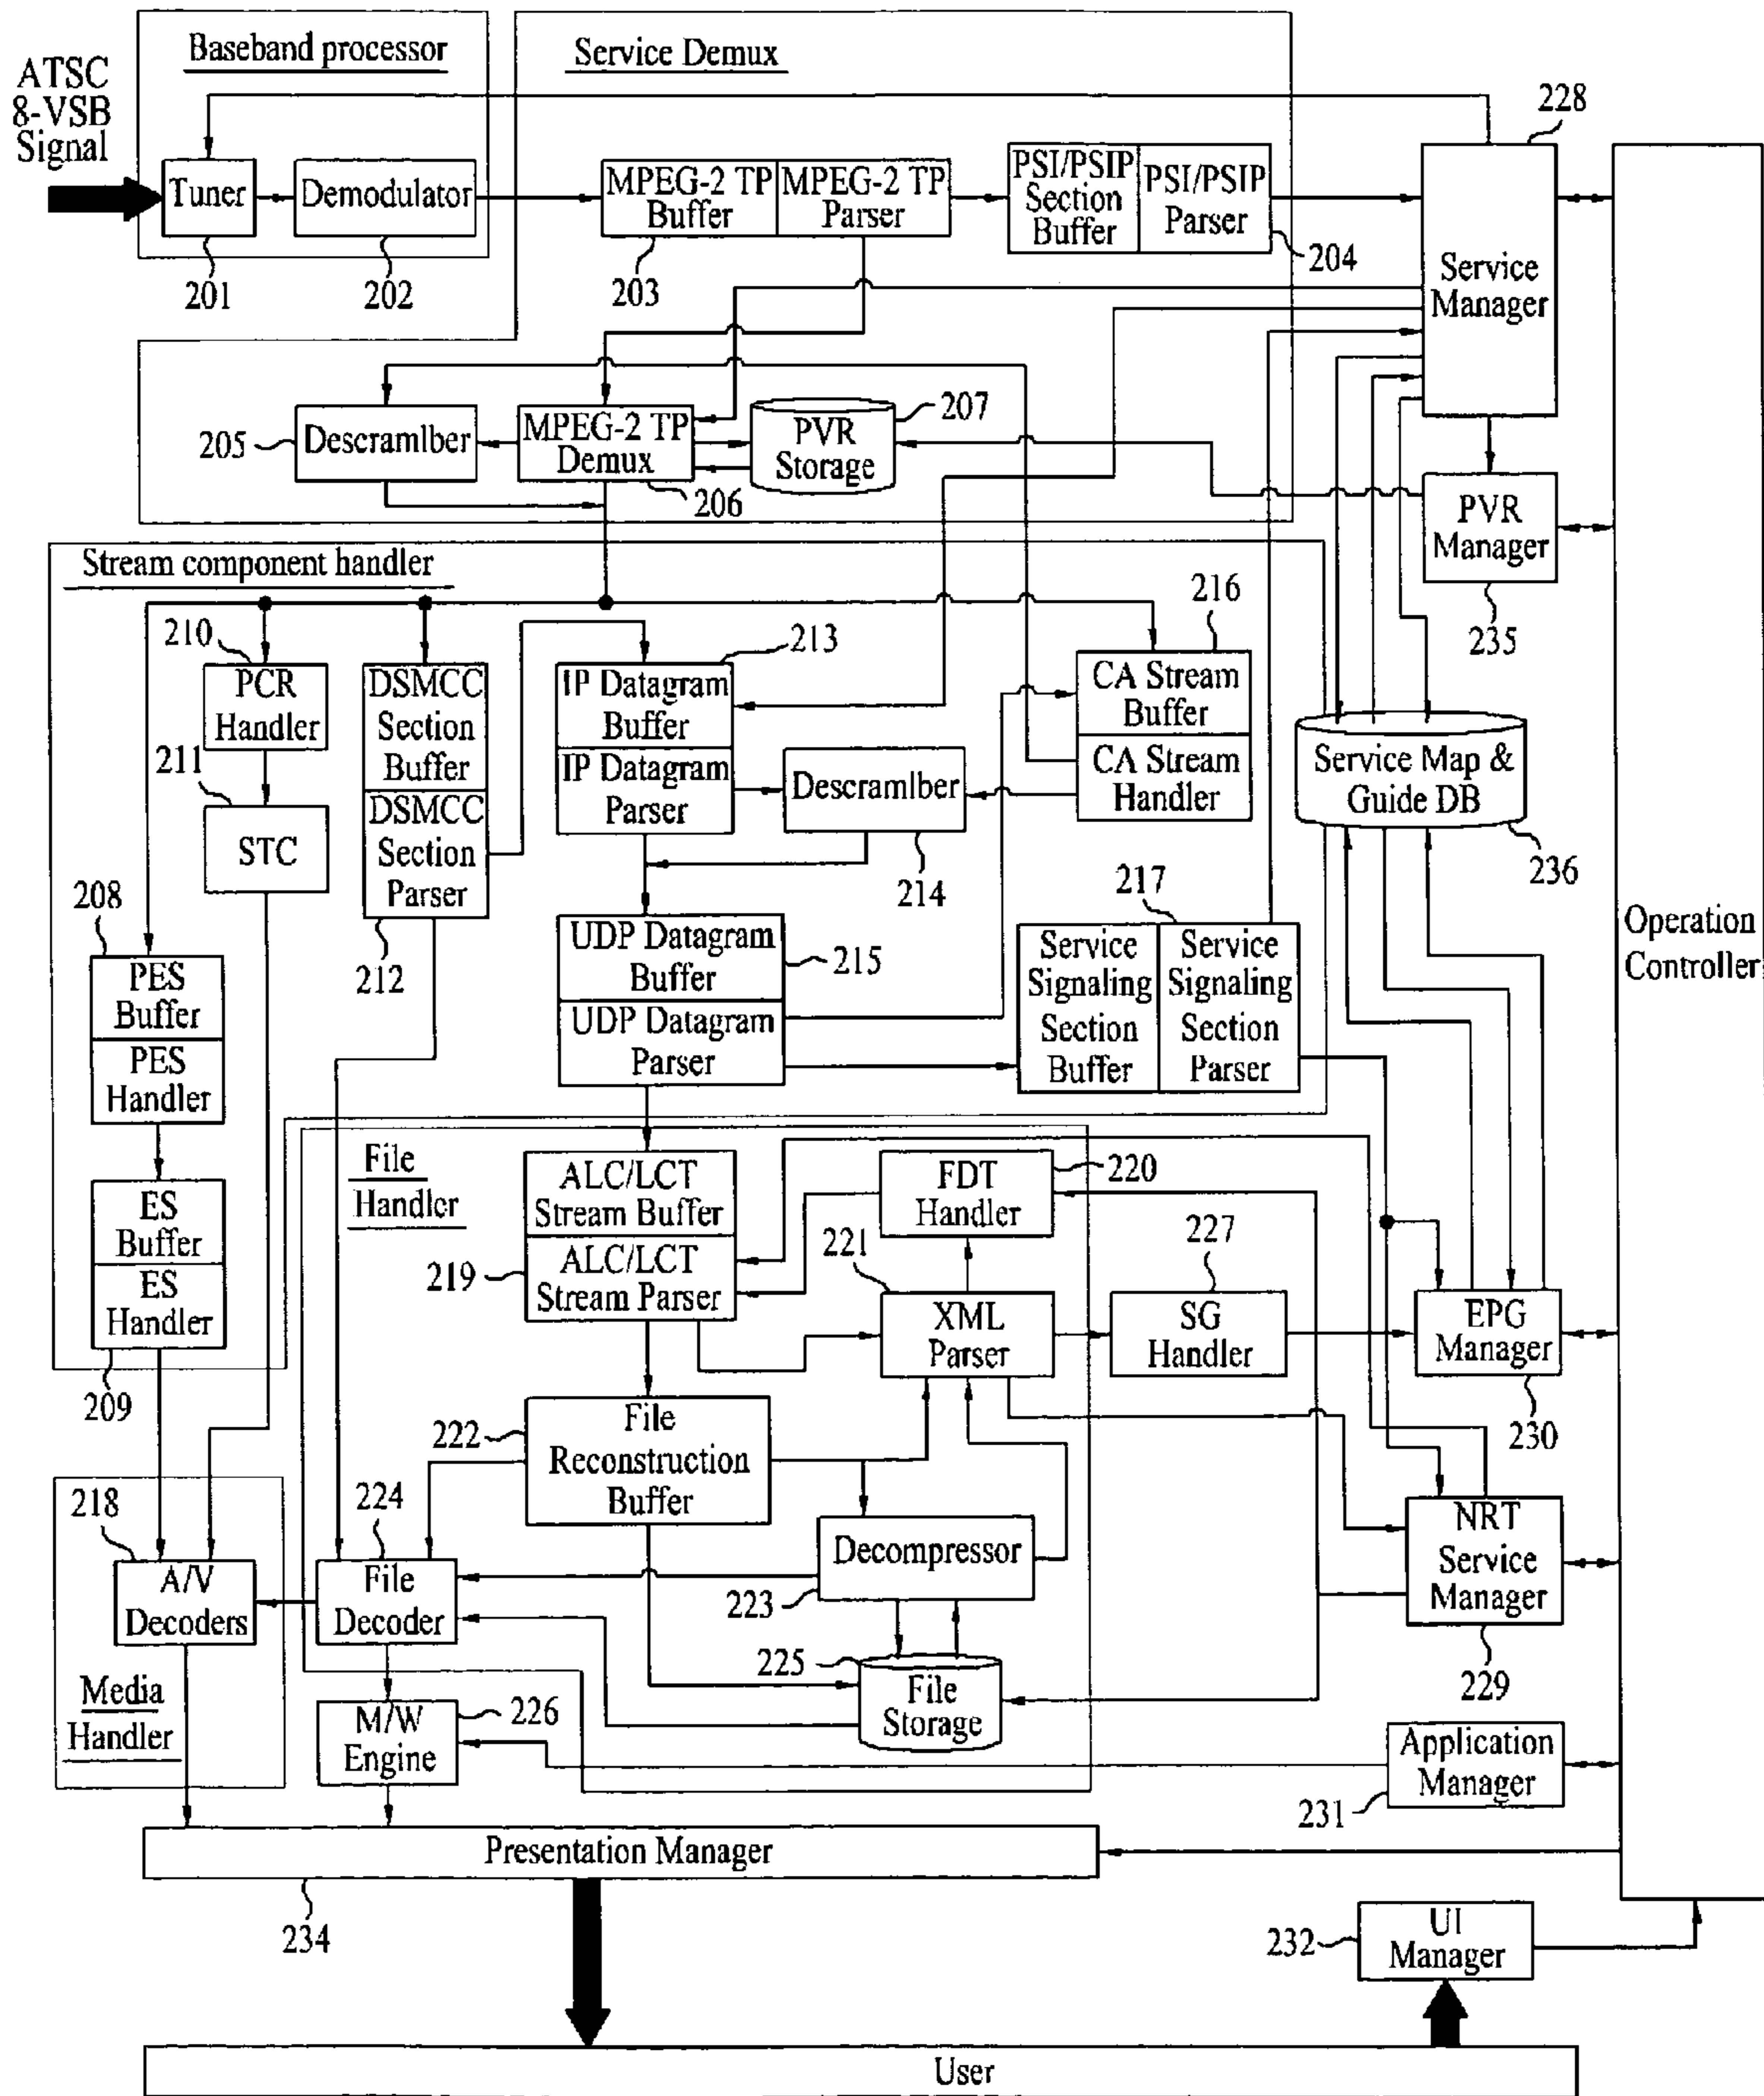 Baseband processor
Service Demux
ATSC
8-VSB
Signal
228
Tuner
Demodulator
MPEG-2 TP
Buffer
MPEG-2 TP
Parser
PSI/PSIP
Section
Buffer
PSI/PSIP
Parser
Service
Manager
201
202
203
204
205
Descramlber
MPEG-2 TP
Demux
206
PVR
Storage
207
PVR
Manager
235
Stream component handler
210
PCR
Handler
211
STC
DSMCC
Section
Buffer
DSMCC
Section
Parser
212
213
IP Datagram
Buffer
IP Datagram
Parser
Descramlber
214
216
CA Stream
Buffer
CA Stream
Handler
Service Map &
Guide DB
236
208
PES
Buffer
PES
Handler
UDP Datagram
Buffer
UDP Datagram
Parser
215
217
Service
Signaling
Section
Buffer
Service
Signaling
Section
Parser
Operation
Controller
ES
Buffer
ES
Handler
209
File
Handler
ALC/LCT
Stream Buffer
ALC/LCT
Stream Parser
219
FDT
Handler
220
221
XML
Parser
227
SG
Handler
EPG
Manager
230
222
File
Reconstruction
Buffer
218
A/V
Decoders
224
File
Decoder
Decompressor
223
NRT
Service
Manager
229
225
File
Storage
Media
Handler
M/W
Engine
226
Application
Manager
231
Presentation Manager
234
232
UI
Manager
User